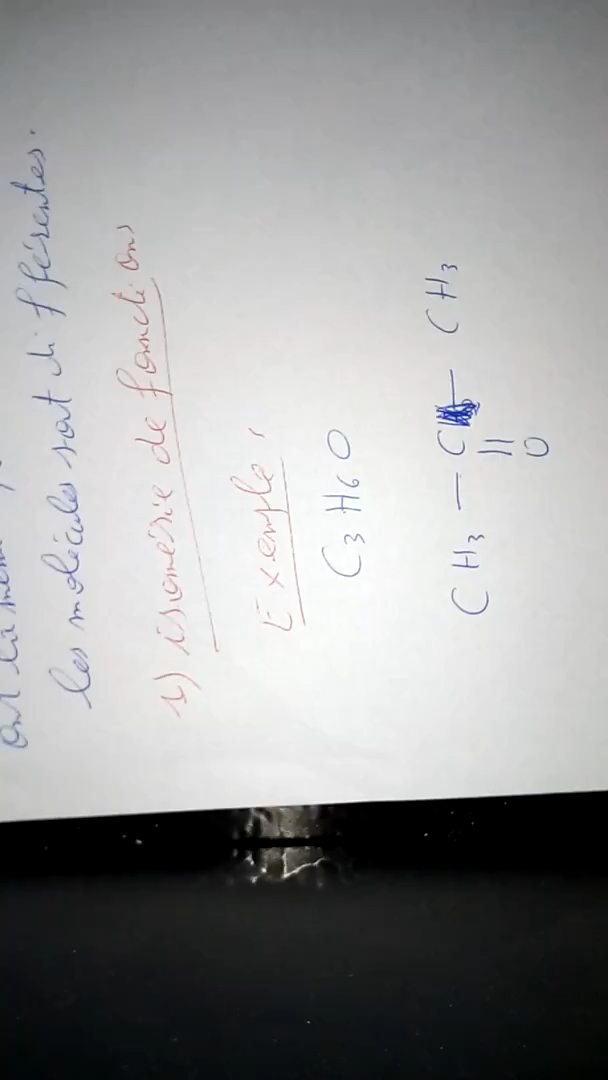 les molécules sont différentes.
1) isomérie de fonctions
Exemple :
C3H6O
CH3 — C — CH3
||
O